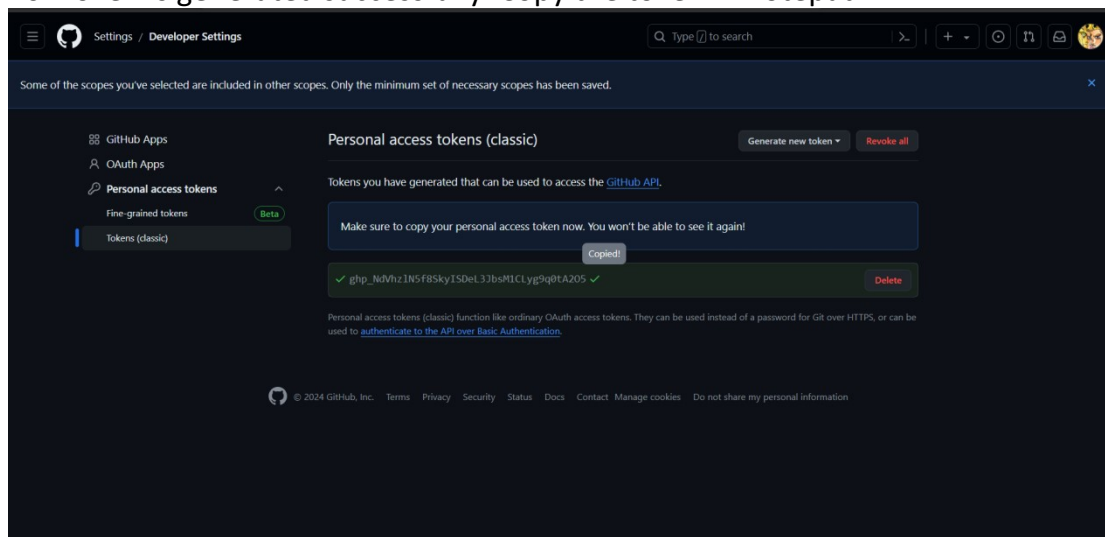 Settings / Developer Settings
Type / to search
Some of the scopes you've selected are included in other scopes. Only the minimum set of necessary scopes has been saved.
GitHub Apps
OAuth Apps
Personal access tokens
Fine-grained tokens Beta
Tokens (classic)
Personal access tokens (classic)
Generate new token
Revoke all
Tokens you have generated that can be used to access the GitHub API.
Make sure to copy your personal access token now. You won't be able to see it again!
Copied!
Delete
Personal access tokens (classic) function like ordinary OAuth access tokens. They can be used instead of a password for Git over HTTPS, or can be
used to authenticate to the API over Basic Authentication.
© 2024 GitHub, Inc. Terms Privacy Security Status Docs Contact Manage cookies Do not share my personal information